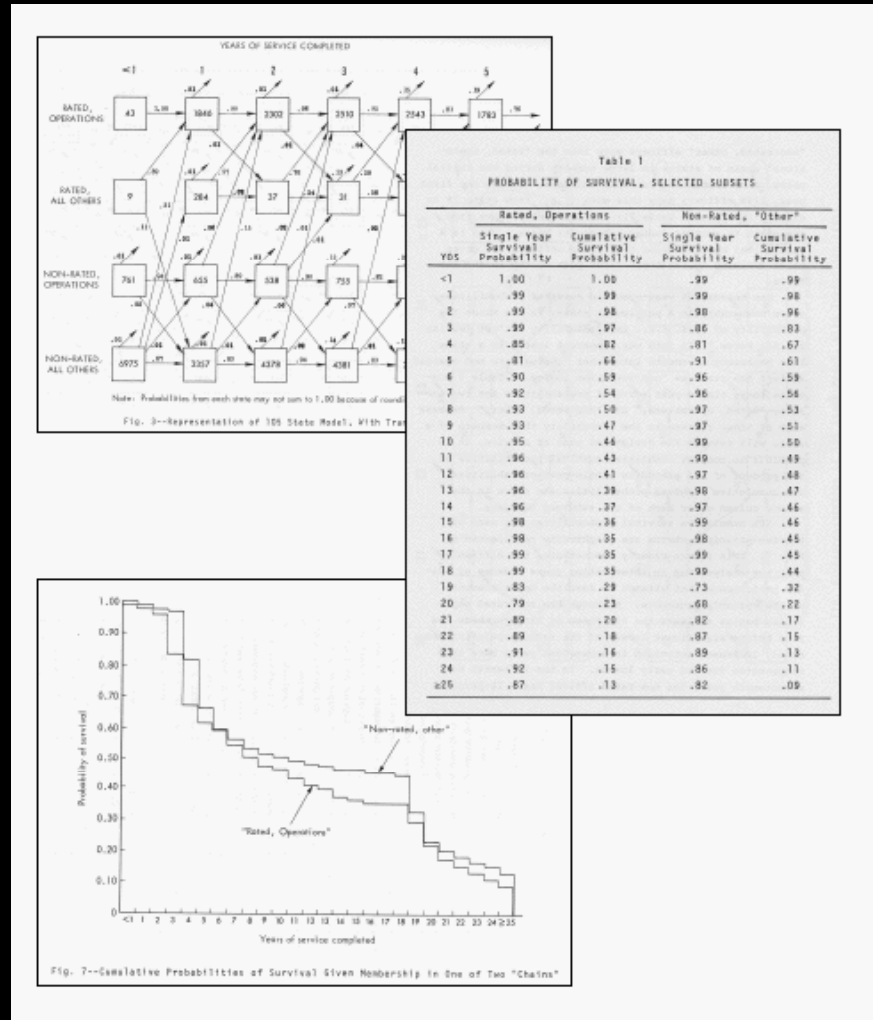 YEARS OF SERVICE COMPLETED
<1 1 2 3 4 5
RATED, OPERATIONS 43 1846 3302 3510 2543 1783
RATED, ALL OTHERS 9 284 37 31
NON-RATED, OPERATIONS 761 655 538 755
NON-RATED, ALL OTHERS 6975 3357 4378 4381
Note: Probabilities from each state may not sum to 1.00 because of
Fig. 3--Representation of 105 State Model, With
Table 1
PROBABILITY OF SURVIVAL, SELECTED SUBSETS
Rated, Operations Non-Rated, "Other"
Single Year Cumulative Single Year Cumulative
Survival Survival Survival Survival
YOS Probability Probability Probability Probability
<1 1.00 1.00 .99 .99
1 .99 .99 .99 .98
2 .99 .98 .98 .96
3 .99 .97 .86 .83
4 .85 .82 .81 .67
5 .81 .66 .91 .61
6 .90 .59 .96 .59
7 .92 .54 .96 .56
8 .93 .50 .97 .53
9 .93 .47 .97 .51
10 .95 .46 .99 .50
11 .96 .43 .99 .49
12 .96 .41 .97 .48
13 .96 .39 .98 .47
14 .96 .37 .97 .46
15 .98 .36 .99 .46
16 .98 .35 .98 .45
17 .99 .35 .99 .45
18 .99 .35 .99 .44
19 .83 .29 .73 .32
20 .79 .23 .68 .22
21 .89 .20 .82 .17
22 .89 .18 .87 .15
23 .91 .16 .89 .13
24 .92 .15 .86 .11
≥25 .87 .13 .82 .09
1.00
0.90
0.80
0.70
0.60
0.50
0.40
0.30
0.20
0.10
0
Probability of survival
"Non-rated, other"
"Rated, Operations"
<1 1 2 3 4 5 6 7 8 9 10 11 12 13 14 15 16 17 18 19 20 21 22 23 24 ≥25
Years of service completed
Fig. 7--Cumulative Probabilities of Survival Given Membership in One of Two "Chains"